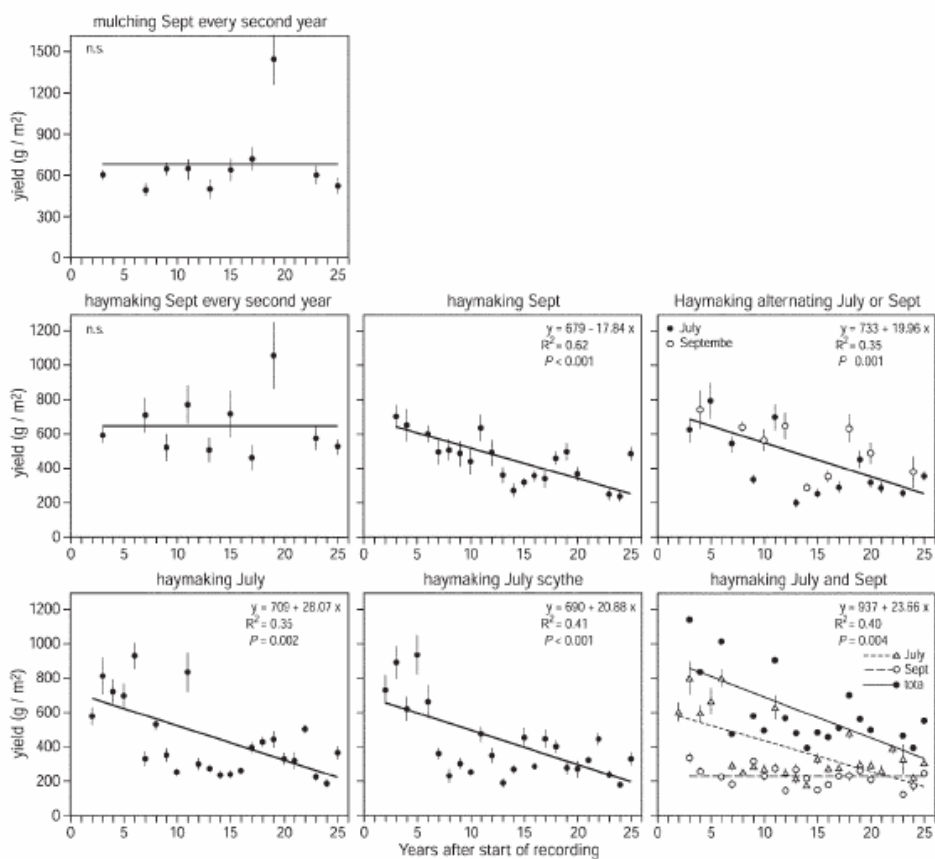 mulching Sept every second year
n.s.
yield (g / m²)
1500
1200
900
600
300
0
0 5 10 15 20 25
haymaking Sept every second year
n.s.
yield (g / m²)
1200
1000
800
600
400
200
0
haymaking Sept
y = 679 – 17.84 x
R² = 0.62
P < 0.001
Haymaking alternating July or Sept
July
Septembe
y = 733 + 19.96 x
R² = 0.35
P 0.001
0 5 10 15 20 25
0 5 10 15 20 25
0 5 10 15 20 25
haymaking July
y = 709 + 28.07 x
R² = 0.35
P = 0.002
yield (g / m²)
1200
1000
800
600
400
200
0
haymaking July scythe
y = 690 + 20.88 x
R² = 0.41
P < 0.001
haymaking July and Sept
y = 937 + 23.66 x
R² = 0.40
P = 0.004
July
Sept
tota
0 5 10 15 20 25
0 5 10 15 20 25
0 5 10 15 20 25
Years after start of recording